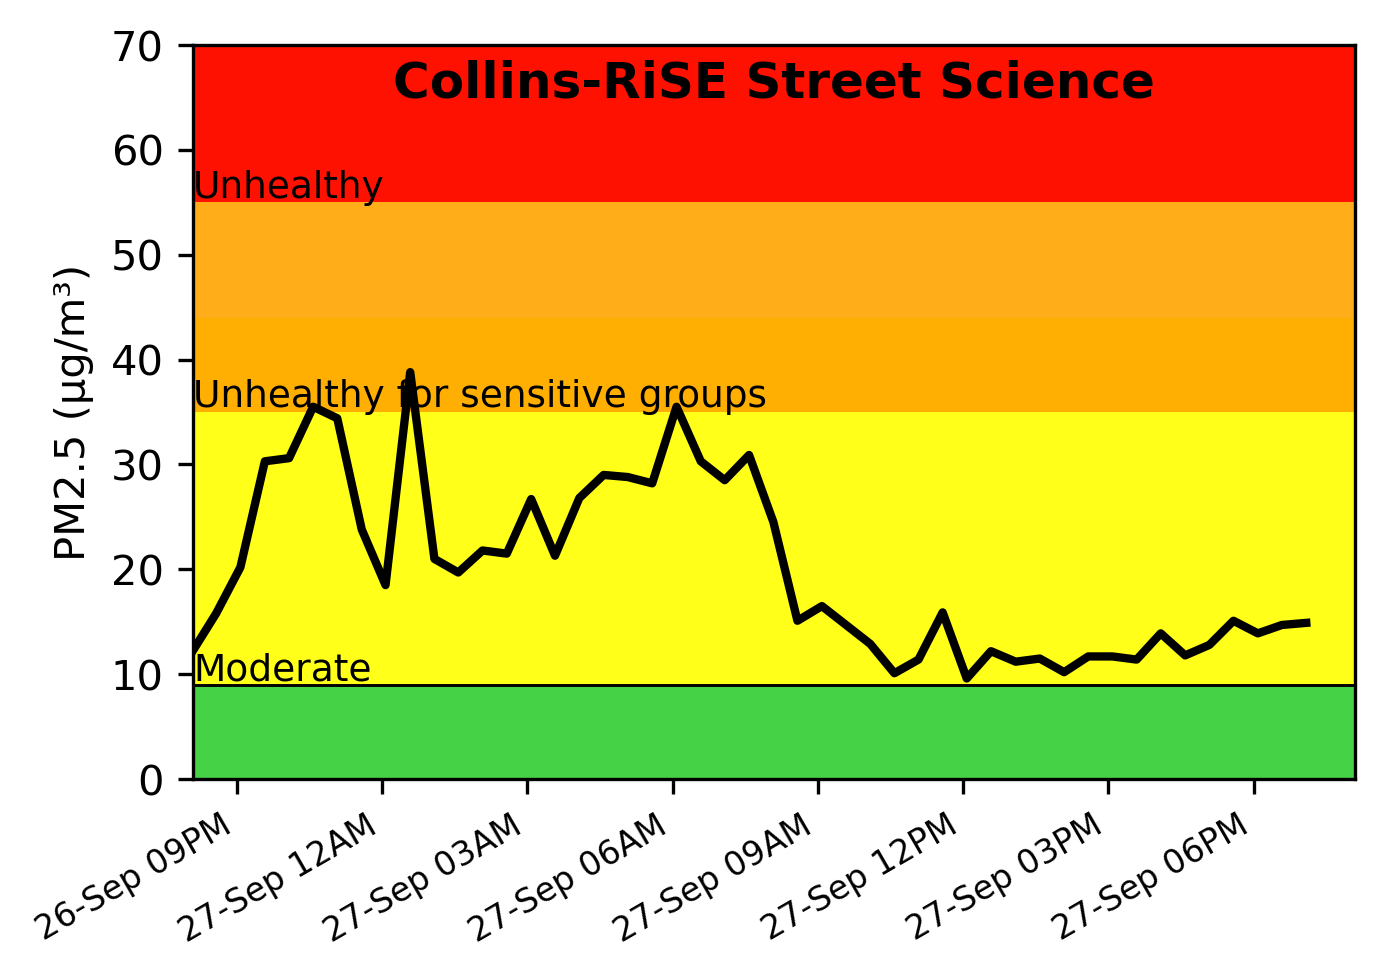 Collins-RiSE Street Science
PM2.5 (µg/m³)
70
60
50
40
30
20
10
0
Unhealthy
Unhealthy for sensitive groups
Moderate
26-Sep 09PM
27-Sep 12AM
27-Sep 03AM
27-Sep 06AM
27-Sep 09AM
27-Sep 12PM
27-Sep 03PM
27-Sep 06PM